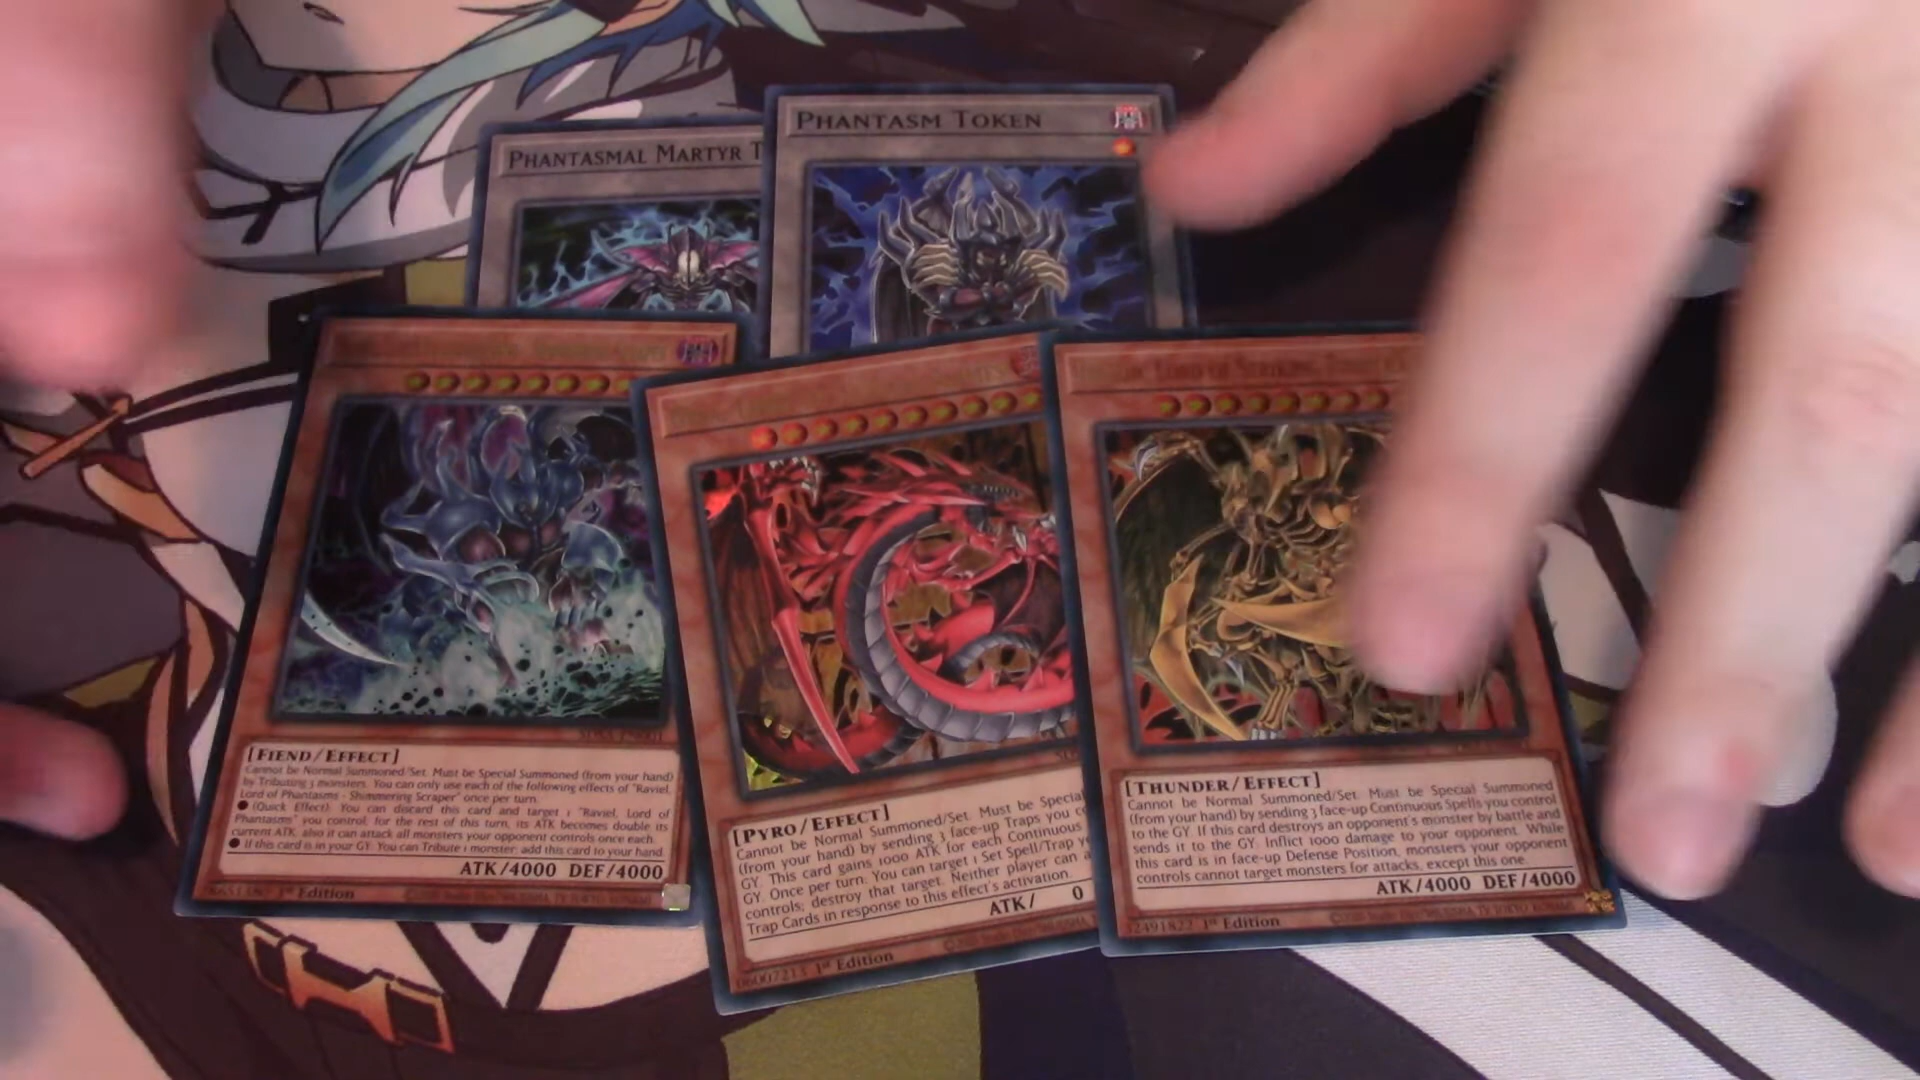 PHANTASM TOKEN
PHANTASMAL MARTYR T
[FIEND/EFFECT]
Cannot be Normal Summoned/Set. Must be Special Summoned (from your hand)
by Tributing 3 monsters. You can only use each of the following effects of "Raviel,
Lord of Phantasms - Shimmering Scraper" once per turn.
● (Quick Effect): You can discard this card and target 1 "Raviel, Lord of
Phantasms" you control; for the rest of this turn, its ATK becomes double its
current ATK, also it can attack all monsters your opponent controls once each.
● If this card is in your GY: You can Tribute 1 monster; add this card to your hand.
ATK/4000 DEF/4000
1st Edition
[PYRO/EFFECT]
Cannot be Normal Summoned/Set. Must be Special
(from your hand) by sending 3 face-up Traps you
GY. This card gains 1000 ATK for each Continuous
GY. Once per turn: You can target 1 Set Spell/Trap
controls; destroy that target. Neither player can
Trap Cards in response to this effect's activation.
ATK/ 0
1st Edition
LORD OF
[THUNDER/EFFECT]
Cannot be Normal Summoned/Set. Must be Special Summoned
(from your hand) by sending 3 face-up Continuous Spells you control
to the GY. If this card destroys an opponent's monster by battle and
sends it to the GY: Inflict 1000 damage to your opponent. While
this card is in face-up Defense Position, monsters your opponent
controls cannot target monsters for attacks, except this one.
ATK/4000 DEF/4000
32491822 1st Edition